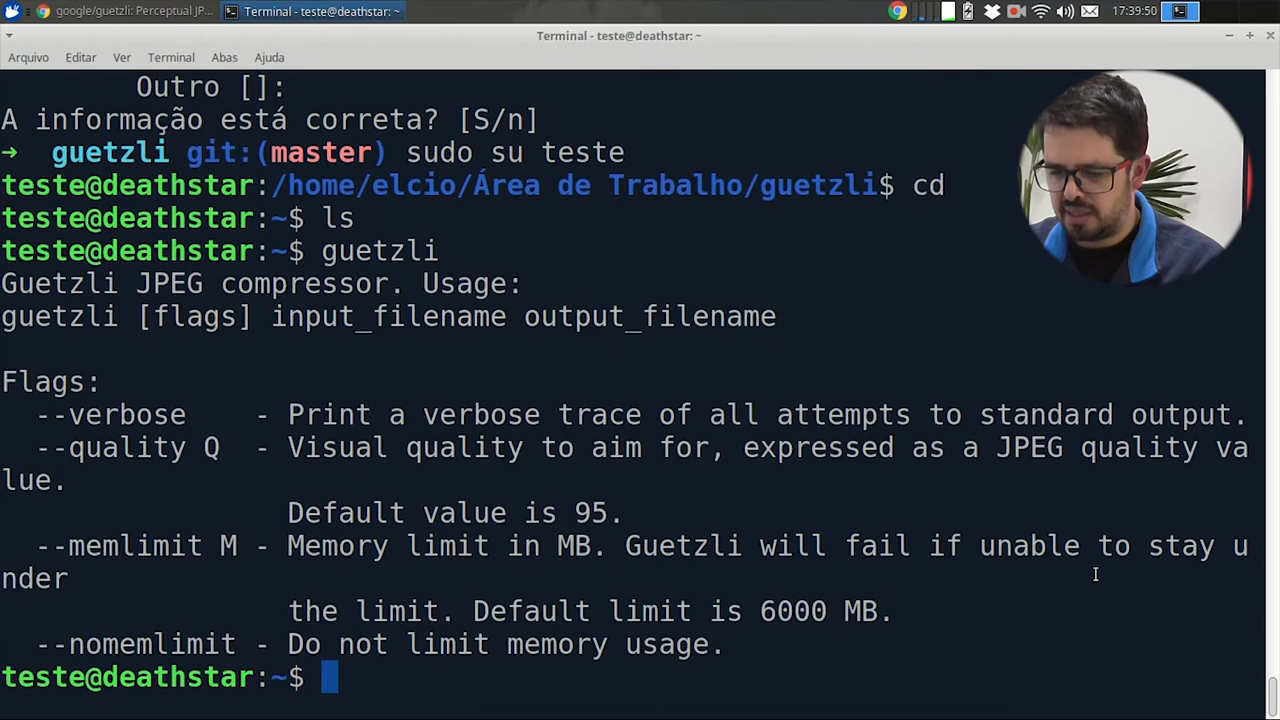 google/guetzli: Perceptual JP...
Terminal - teste@deathstar: ~
17:39:50
Terminal - teste@deathstar: ~
Arquivo Editar Ver Terminal Abas Ajuda
Outro []:
A informação está correta? [S/n]
➜ guetzli git:(master) sudo su teste
teste@deathstar:/home/elcio/Área de Trabalho/guetzli$ cd
teste@deathstar:~$ ls
teste@deathstar:~$ guetzli
Guetzli JPEG compressor. Usage:
guetzli [flags] input_filename output_filename
Flags:
--verbose - Print a verbose trace of all attempts to standard output.
--quality Q - Visual quality to aim for, expressed as a JPEG quality va
lue.
Default value is 95.
--memlimit M - Memory limit in MB. Guetzli will fail if unable to stay u
nder
the limit. Default limit is 6000 MB.
--nomemlimit - Do not limit memory usage.
teste@deathstar:~$